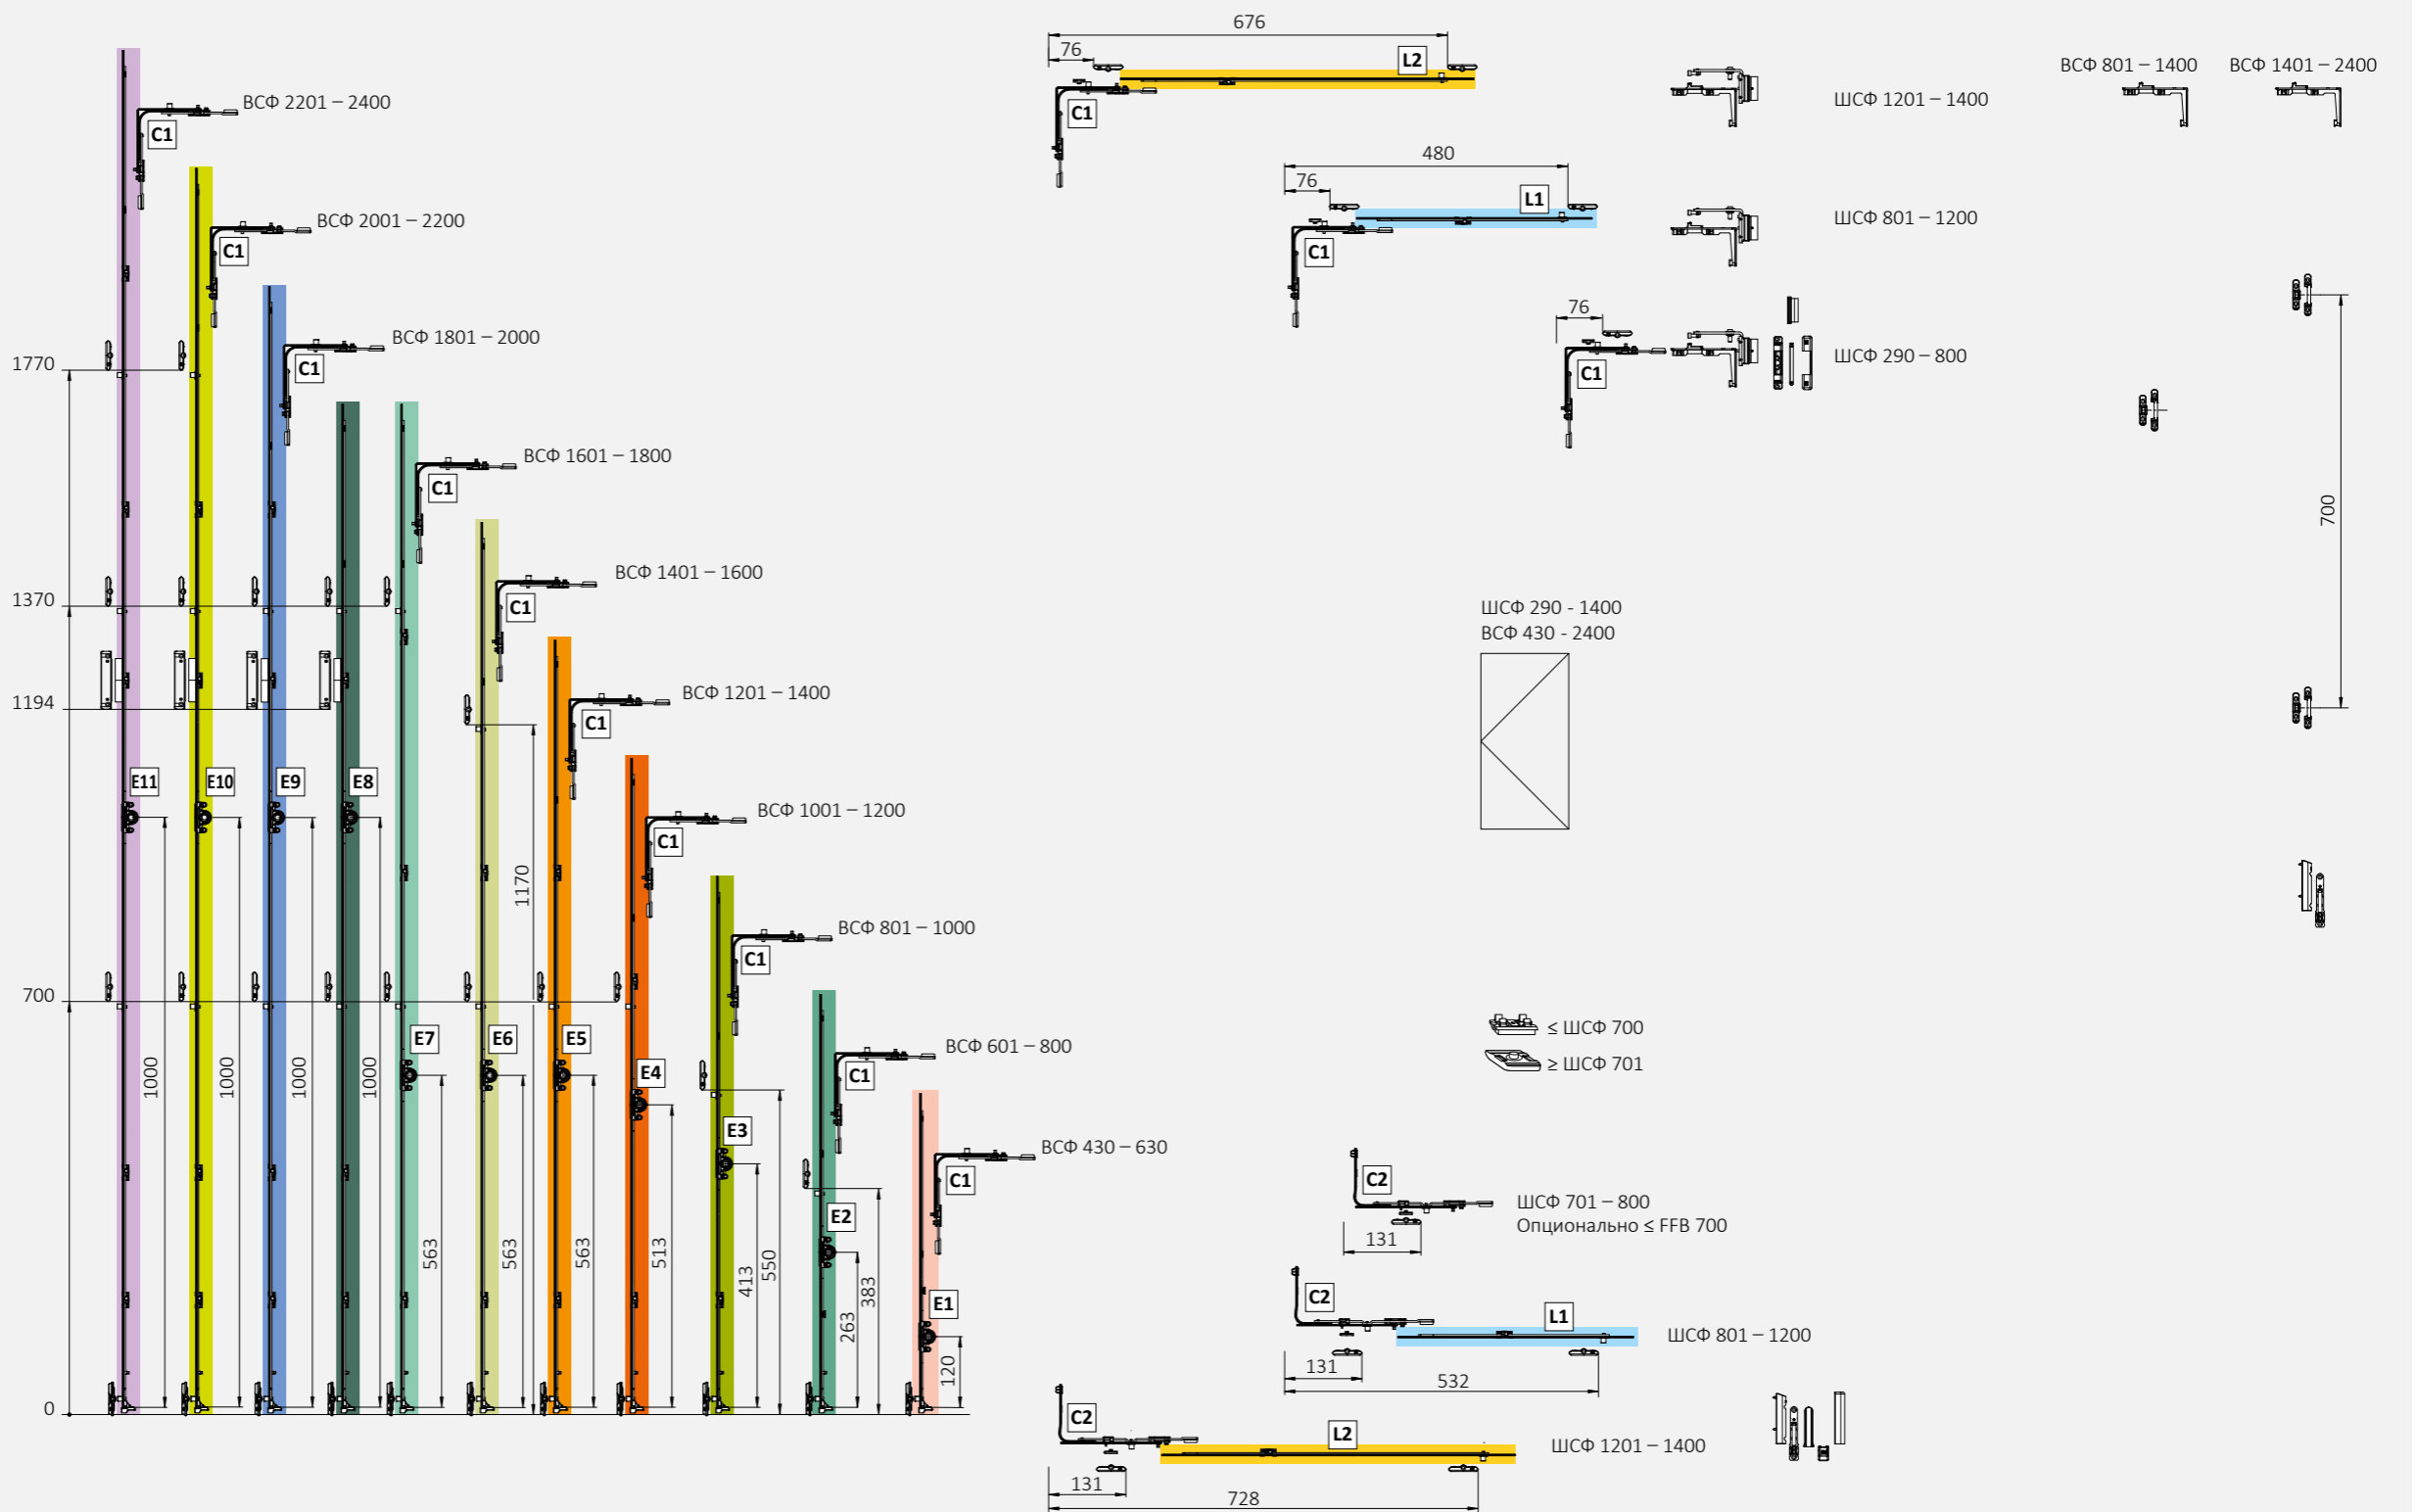 676
76
L2
C1
ВСФ 2201 – 2400
C1
ШСФ 1201 – 1400
ВСФ 801 – 1400
ВСФ 1401 – 2400
480
76
L1
C1
ВСФ 2001 – 2200
C1
ШСФ 801 – 1200
76
C1
ВСФ 1801 – 2000
C1
ШСФ 290 – 800
1770
ВСФ 1601 – 1800
C1
700
ВСФ 1401 – 1600
C1
1370
ШСФ 290 - 1400
ВСФ 430 - 2400
1194
ВСФ 1201 – 1400
C1
E11
E10
E9
E8
ВСФ 1001 – 1200
C1
1170
ВСФ 801 – 1000
C1
700
E7
E6
E5
E4
ВСФ 601 – 800
C1
≤ ШСФ 700
≥ ШСФ 701
1000
1000
1000
1000
E3
ВСФ 430 – 630
C1
E2
E1
563
563
563
513
413
550
263
383
120
0
C2
ШСФ 701 – 800
Опционально ≤ FFB 700
131
C2
L1
ШСФ 801 – 1200
131
532
C2
L2
ШСФ 1201 – 1400
131
728